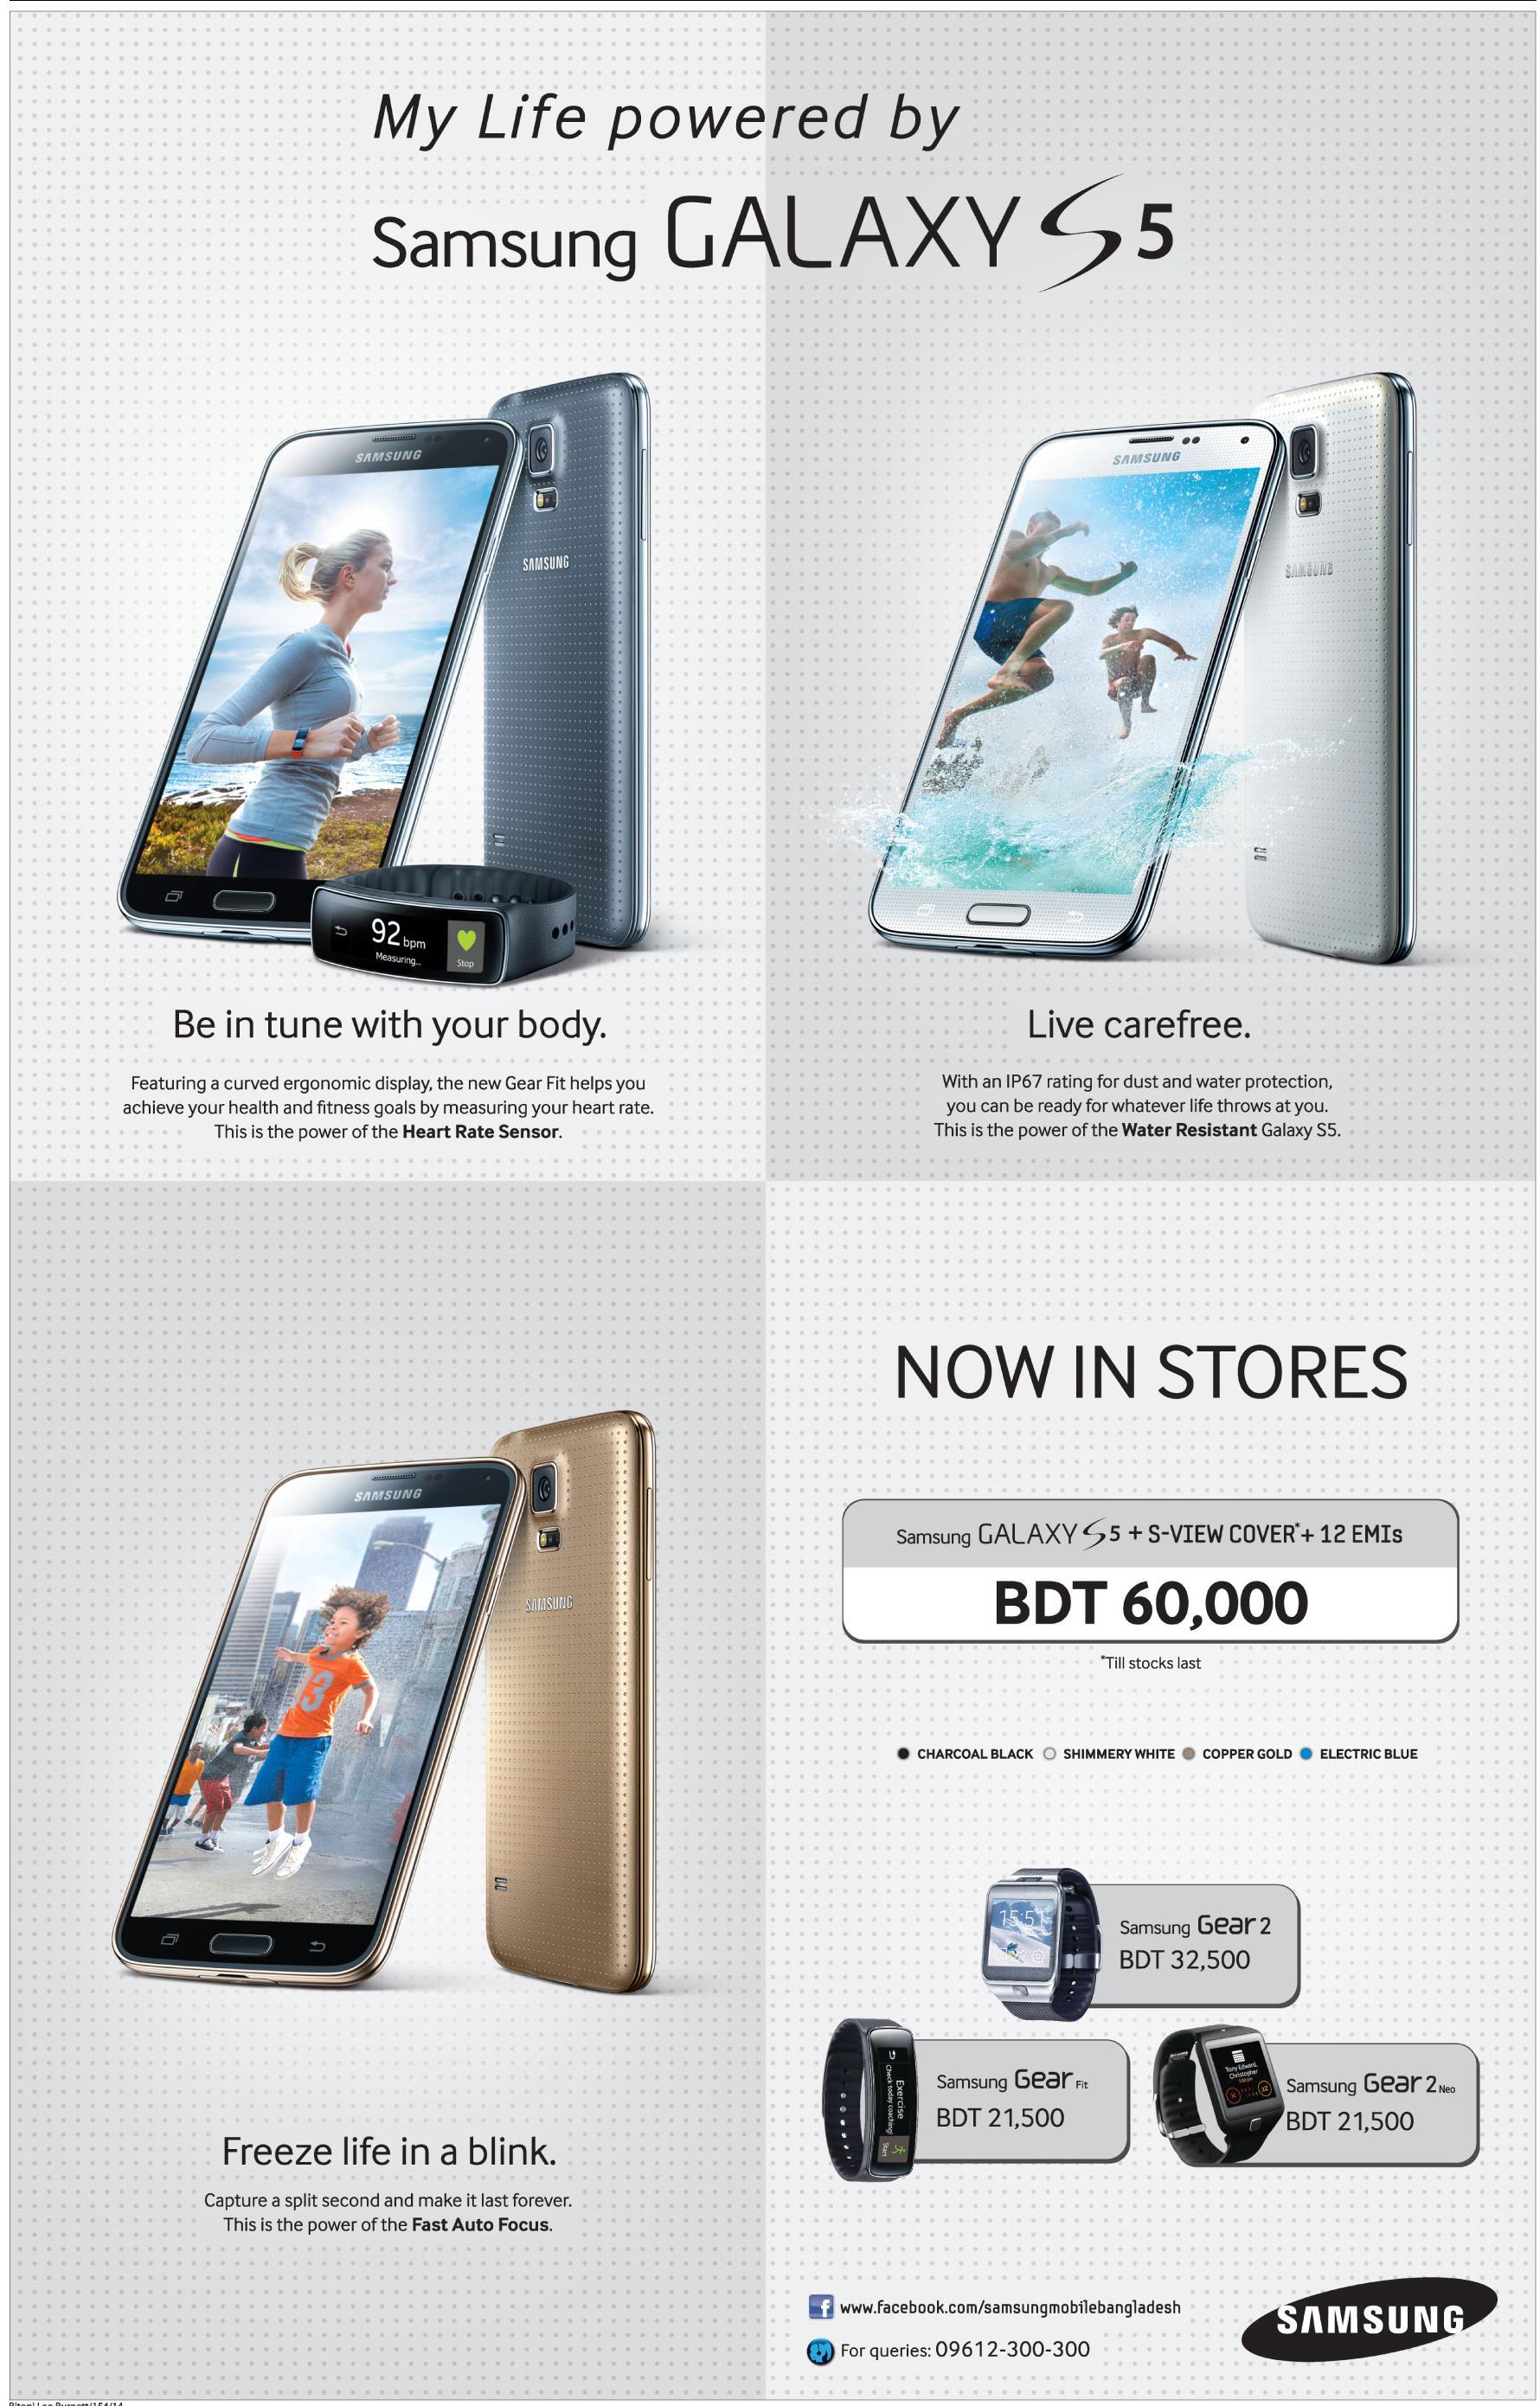 My Life powered by
Samsung GALAXY S5
SAMSUNG
SAMSUNG
92 bpm
Measuring...
Stop
Be in tune with your body.
Featuring a curved ergonomic display, the new Gear Fit helps you
achieve your health and fitness goals by measuring your heart rate.
This is the power of the Heart Rate Sensor.
SAMSUNG
SAMSUNG
Live carefree.
With an IP67 rating for dust and water protection,
you can be ready for whatever life throws at you.
This is the power of the Water Resistant Galaxy S5.
SAMSUNG
SAMSUNG
Freeze life in a blink.
Capture a split second and make it last forever.
This is the power of the Fast Auto Focus.
NOW IN STORES
Samsung GALAXY S5 + S-VIEW COVER*+ 12 EMIs
BDT 60,000
*Till stocks last
CHARCOAL BLACK SHIMMERY WHITE COPPER GOLD ELECTRIC BLUE
15:51
Samsung Gear 2
BDT 32,500
Exercise
Check today coaching!
Start
Samsung Gear Fit
BDT 21,500
Tony Edward,
Christopher
Samsung Gear 2 Neo
BDT 21,500
www.facebook.com/samsungmobilebangladesh
For queries: 09612-300-300
SAMSUNG